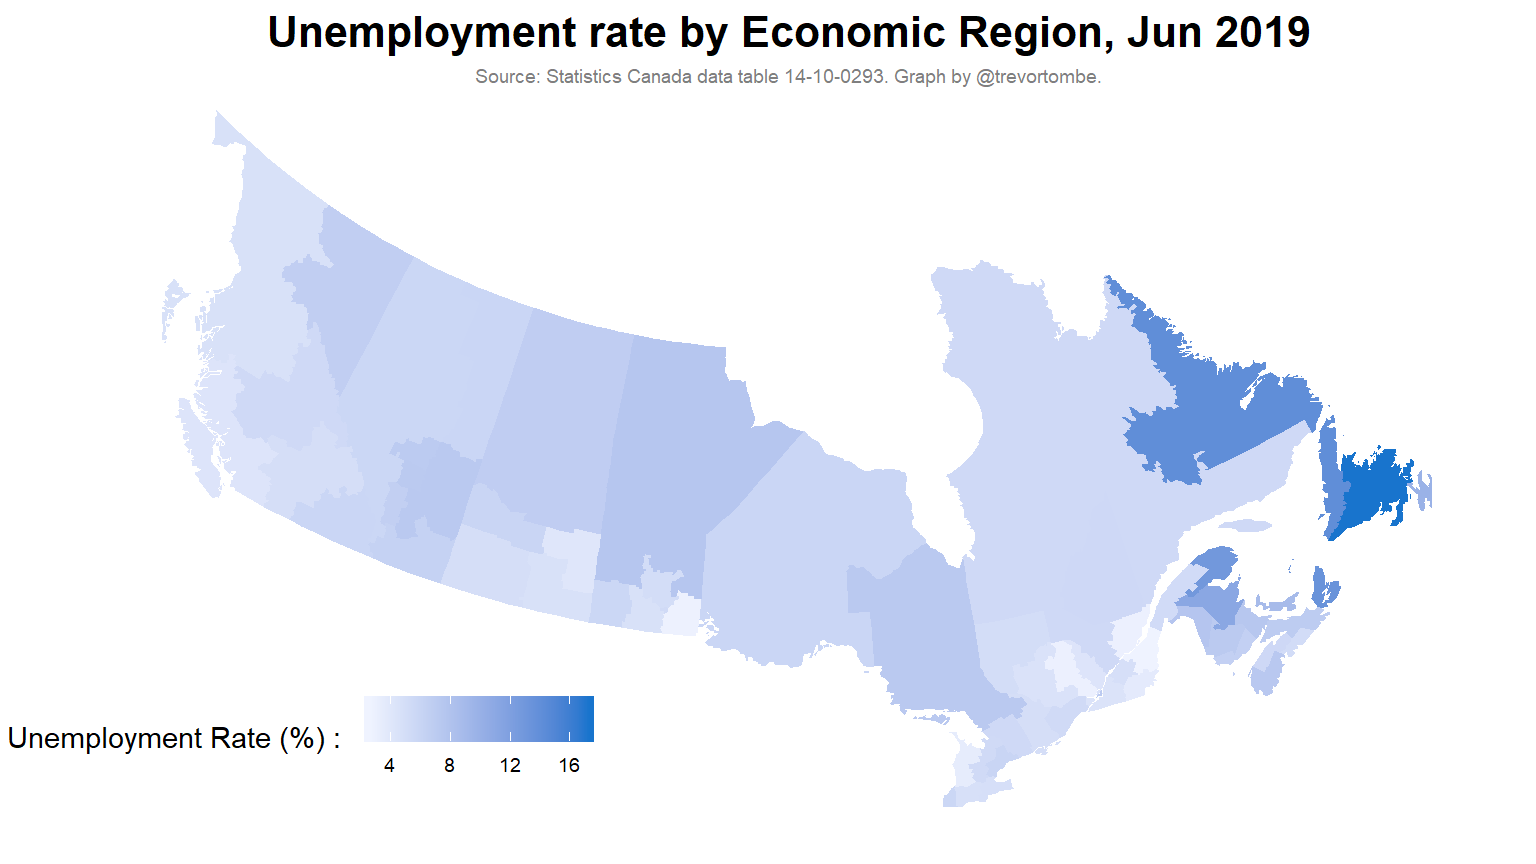 Unemployment rate by Economic Region, Jun 2019
Source: Statistics Canada data table 14-10-0293. Graph by @trevortombe.
Unemployment Rate (%) :
4 8 12 16